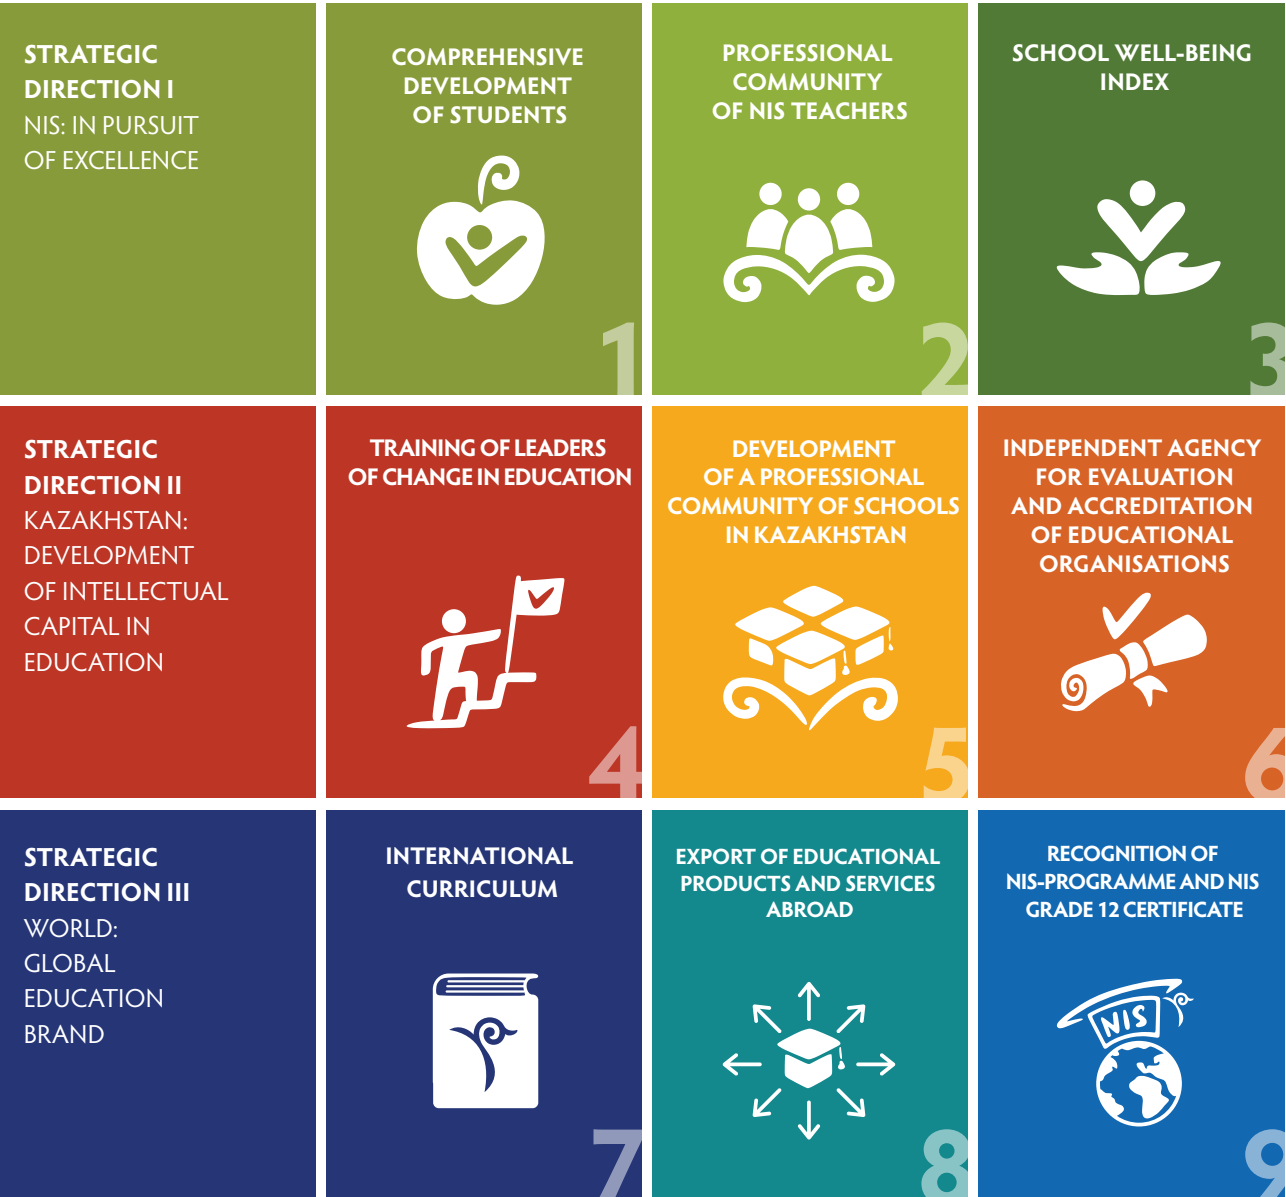 STRATEGIC
DIRECTION I
NIS: IN PURSUIT
OF EXCELLENCE
COMPREHENSIVE
DEVELOPMENT
OF STUDENTS
1
PROFESSIONAL
COMMUNITY
OF NIS TEACHERS
2
SCHOOL WELL-BEING
INDEX
3
STRATEGIC
DIRECTION II
KAZAKHSTAN:
DEVELOPMENT
OF INTELLECTUAL
CAPITAL IN
EDUCATION
TRAINING OF LEADERS
OF CHANGE IN EDUCATION
4
DEVELOPMENT
OF A PROFESSIONAL
COMMUNITY OF SCHOOLS
IN KAZAKHSTAN
5
INDEPENDENT AGENCY
FOR EVALUATION
AND ACCREDITATION
OF EDUCATIONAL
ORGANISATIONS
6
STRATEGIC
DIRECTION III
WORLD:
GLOBAL
EDUCATION
BRAND
INTERNATIONAL
CURRICULUM
7
EXPORT OF EDUCATIONAL
PRODUCTS AND SERVICES
ABROAD
8
RECOGNITION OF
NIS-PROGRAMME AND NIS
GRADE 12 CERTIFICATE
NIS
9